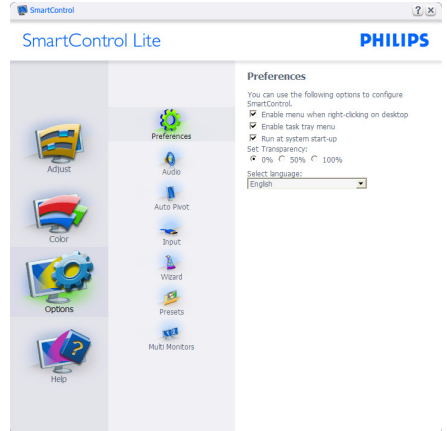 SmartControl
SmartControl Lite
PHILIPS
Adjust
Color
Options
Help
Preferences
Audio
Auto Pivot
Input
Wizard
Presets
Multi Monitors
Preferences
You can use the following options to configure
SmartControl.
Enable menu when right-clicking on desktop
Enable task tray menu
Run at system start-up
Set Transparency:
0% 50% 100%
Select language:
English